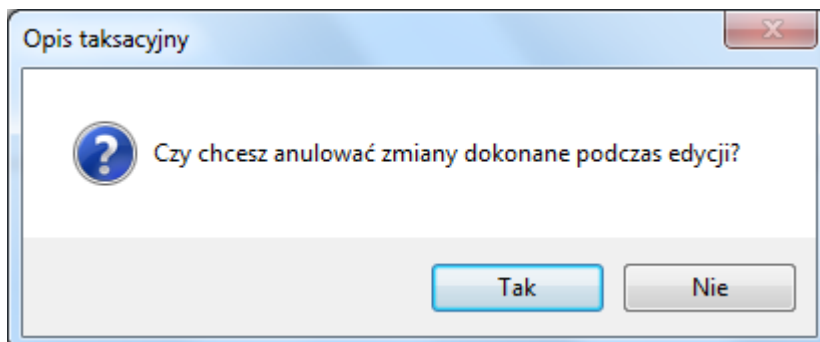 Opis taksacyjny
Czy chcesz anulować zmiany dokonane podczas edycji?
Tak
Nie